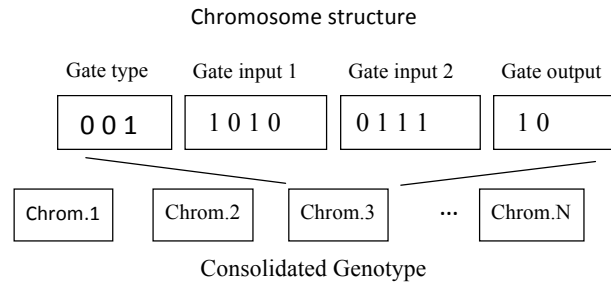 Chromosome structure
Gate type Gate input 1 Gate input 2 Gate output
0 0 1 1 0 1 0 0 1 1 1 1 0
Chrom.1 Chrom.2 Chrom.3 ... Chrom.N
Consolidated Genotype